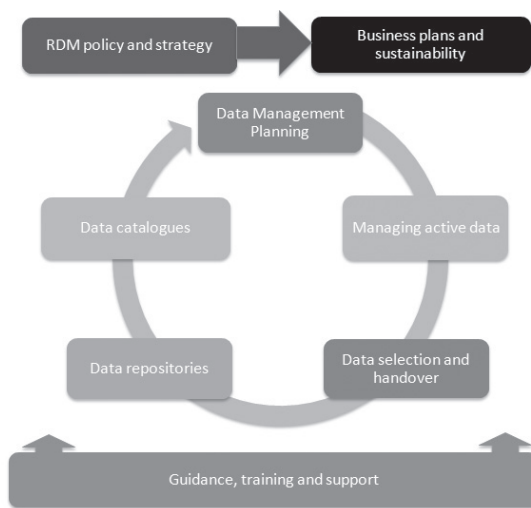 RDM policy and strategy
Business plans and
sustainability
Data Management
Planning
Data catalogues
Managing active data
Data repositories
Data selection and
handover
Guidance, training and support